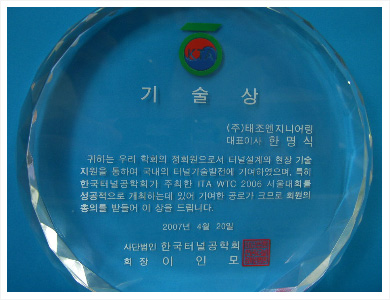 기 술 상
(주)태조엔지니어링
대표이사 한 명 식
귀하는 우리 학회의 정회원으로서 터널설계와 현장 기술
지원을 통하여 국내의 터널기술발전에 기여하였으며, 특히
한국터널공학회가 주최한 ITA WTC 2006 서울대회를
성공적으로 개최하는데 있어 기여한 공로가 크므로 회원의
총의를 받들어 이 상을 드립니다.
2007년 4월 20일
사단법인 한국터널공학회
회 장 이 인 모